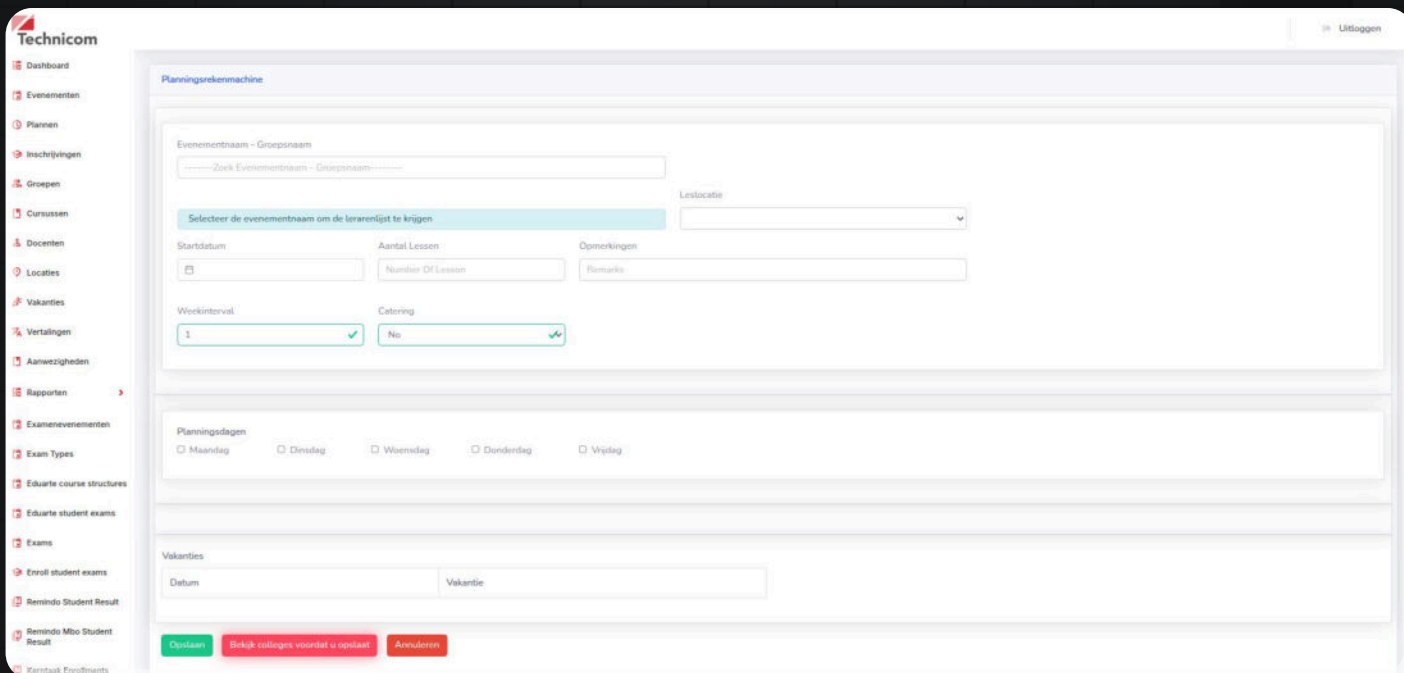 Technicom
Uitloggen
Dashboard
Evenementen
Plannen
Inschrijvingen
Groepen
Cursussen
Docenten
Locaties
Vakanties
Vertalingen
Aanwezigheden
Rapporten
Examenevenementen
Exam Types
Eduarte course structures
Eduarte student exams
Exams
Enroll student exams
Remindo Student Result
Remindo Mbo Student
Result
Kerntaak Enrollments
Planningsrekenmachine
Evenementnaam - Groepsnaam
--------Zoek Evenementnaam - Groepsnaam---------
Leslocatie
Selecteer de evenementnaam om de lerarenlijst te krijgen
Startdatum Aantal Lessen Opmerkingen
Number Of Lesson Remarks
Weekinterval Catering
1 No
Planningsdagen
Maandag Dinsdag Woensdag Donderdag Vrijdag
Vakanties
Datum Vakantie
Opslaan Bekijk colleges voordat u opslaat Annuleren